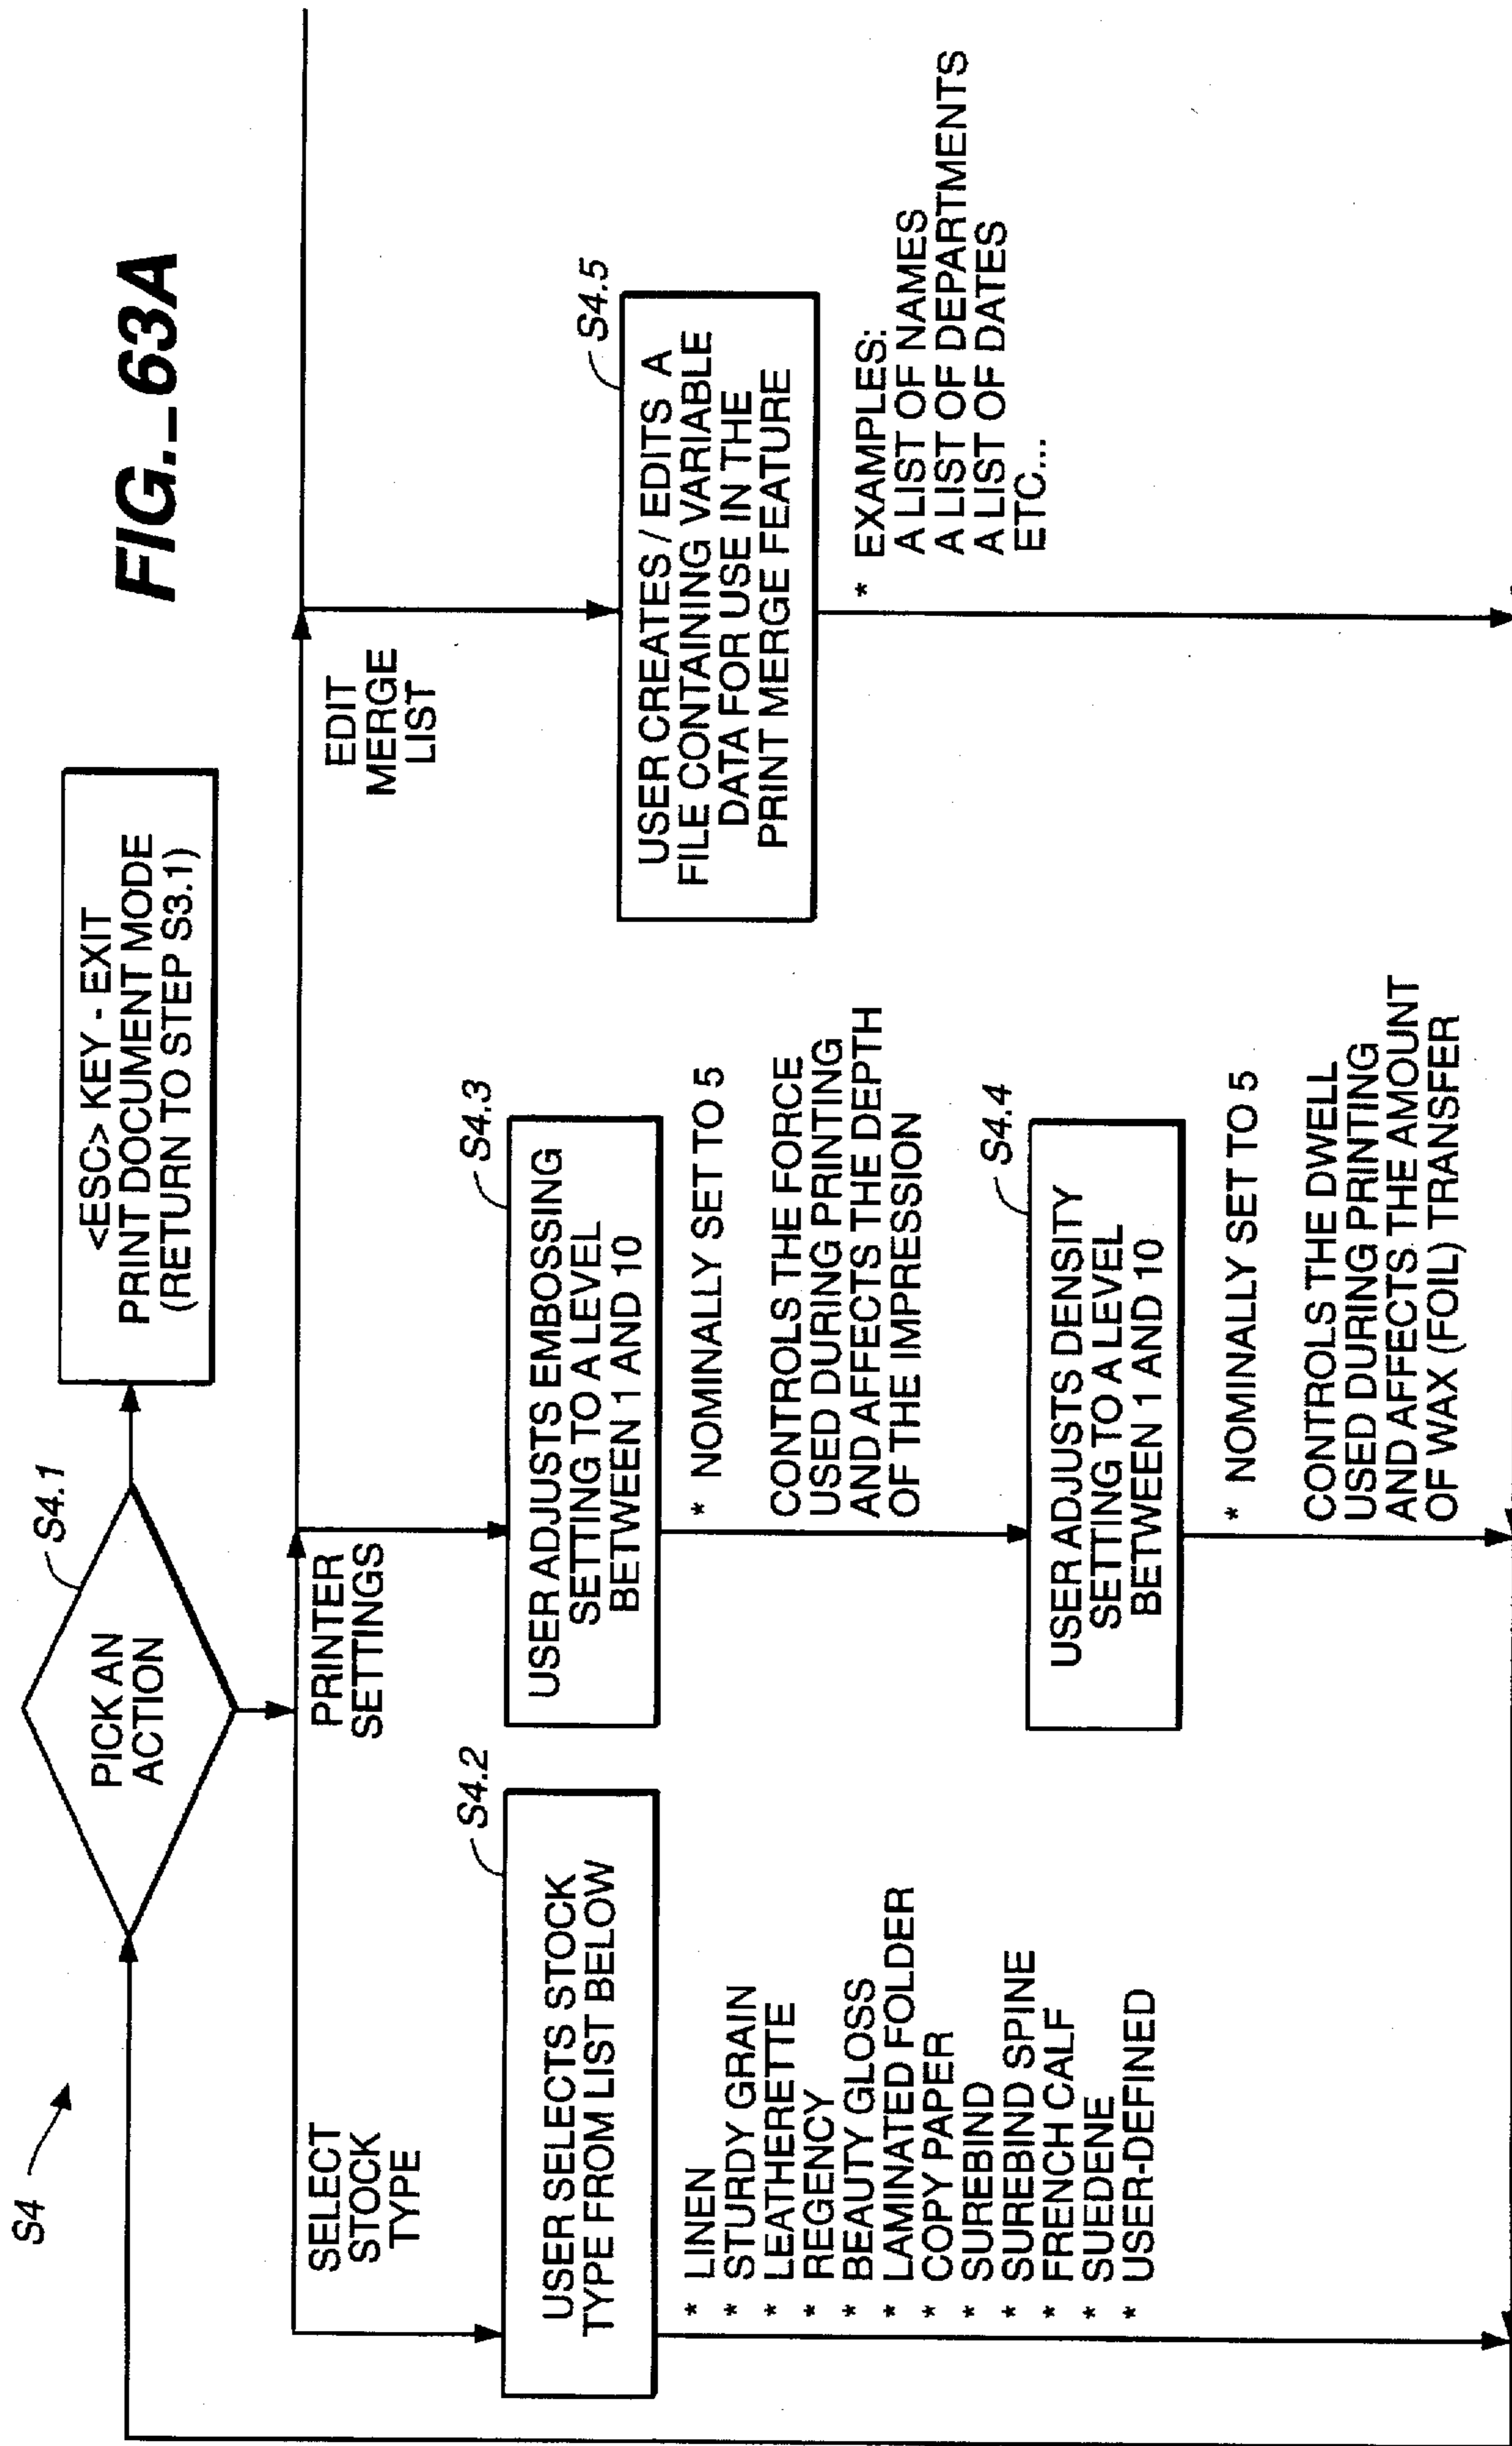 FIG._63A
S4
S4.1
PICK AN
ACTION
<ESC> KEY - EXIT
PRINT DOCUMENT MODE
(RETURN TO STEP S3.1)
SELECT
STOCK
TYPE
PRINTER
SETTINGS
EDIT
MERGE
LIST
S4.2
USER SELECTS STOCK
TYPE FROM LIST BELOW
* LINEN
* STURDY GRAIN
* LEATHERETTE
* REGENCY
* BEAUTY GLOSS
* LAMINATED FOLDER
* COPY PAPER
* SUREBIND
* SUREBIND SPINE
* FRENCH CALF
* SUEDENE
* USER-DEFINED
S4.3
USER ADJUSTS EMBOSSING
SETTING TO A LEVEL
BETWEEN 1 AND 10
* NOMINALLY SET TO 5
CONTROLS THE FORCE
USED DURING PRINTING
AND AFFECTS THE DEPTH
OF THE IMPRESSION
S4.4
USER ADJUSTS DENSITY
SETTING TO A LEVEL
BETWEEN 1 AND 10
* NOMINALLY SET TO 5
CONTROLS THE DWELL
USED DURING PRINTING
AND AFFECTS THE AMOUNT
OF WAX (FOIL) TRANSFER
S4.5
USER CREATES / EDITS A
FILE CONTAINING VARIABLE
DATA FOR USE IN THE
PRINT MERGE FEATURE
* EXAMPLES:
A LIST OF NAMES
A LIST OF DEPARTMENTS
A LIST OF DATES
ETC...